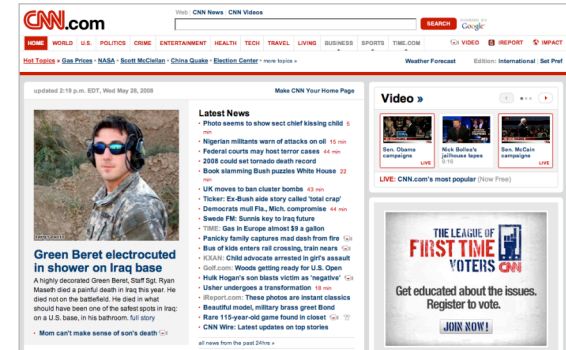 CNN.com
Web | CNN News | CNN Videos
SEARCH
POWERED BY Google
HOME WORLD U.S. POLITICS CRIME ENTERTAINMENT HEALTH TECH TRAVEL LIVING BUSINESS SPORTS TIME.COM VIDEO IREPORT IMPACT
Hot Topics » Gas Prices • NASA • Scott McClellan • China Quake • Election Center • more topics »
Weather Forecast Edition: International | Set Pref
updated 2:19 p.m. EDT, Wed May 28, 2008
Make CNN Your Home Page
Green Beret electrocuted
in shower on Iraq base
A highly decorated Green Beret, Staff Sgt. Ryan
Maseth died a painful death in Iraq this year. He
died not on the battlefield. He died in what
should have been one of the safest spots in Iraq:
on a U.S. base, in his bathroom. full story
• Mom can't make sense of son's death
Latest News
• Photo seems to show sect chief kissing child 5
min
• Nigerian militants warn of attacks on oil 15 min
• Federal courts may host terror cases 44 min
• 2008 could set tornado death record
• Book slamming Bush puzzles White House 22
min
• UK moves to ban cluster bombs 43 min
• Ticker: Ex-Bush aide story called 'total crap'
• Democrats mull Fla., Mich. compromise 44 min
• Swede FM: Sunnis key to Iraq future
• TIME: Gas in Europe almost $9 a gallon
• Panicky family captures mad dash from fire
• Bus of kids enters rail crossing, train nears
• KXAN: Child advocate arrested in girl's assault
• Golf.com: Woods getting ready for U.S. Open
• Hulk Hogan's son blasts victim as 'negative'
• Usher undergoes a transformation 18 min
• iReport.com: These photos are instant classics
• Beautiful model, military brass greet Bond
• Rare 115-year-old game found in closet
• CNN Wire: Latest updates on top stories
all news from the past 24hrs »
Video »
Sen. Obama
campaigns
LIVE
Nick Bollea's
jailhouse tapes
9:16
Sen. McCain
campaigns
LIVE
LIVE: CNN.com's most popular (Now Free)
THE LEAGUE OF
FIRST TIME
VOTERS CNN
Get educated about the issues.
Register to vote.
JOIN NOW!